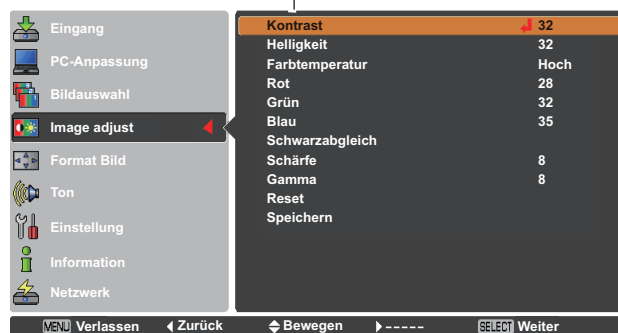 Eingang
PC-Anpassung
Bildauswahl
Image adjust
Format Bild
Ton
Einstellung
Information
Netzwerk
Kontrast 32
Helligkeit 32
Farbtemperatur Hoch
Rot 28
Grün 32
Blau 35
Schwarzabgleich
Schärfe 8
Gamma 8
Reset
Speichern
MENU Verlassen Zurück Bewegen ----- SELECT Weiter